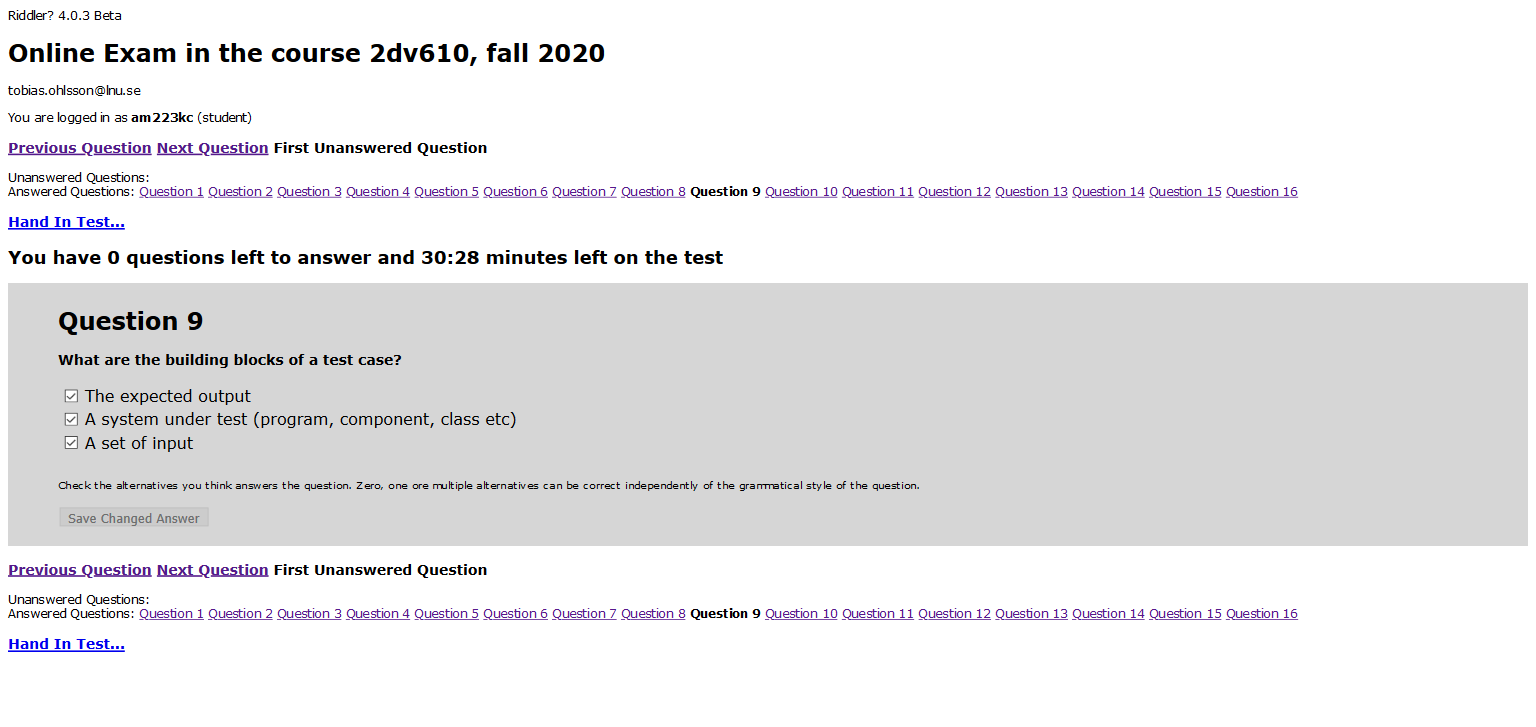 Riddler? 4.0.3 Beta
Online Exam in the course 2dv610, fall 2020
tobias.ohlsson@lnu.se
You are logged in as am223kc (student)
Previous Question Next Question First Unanswered Question
Unanswered Questions:
Answered Questions: Question 1 Question 2 Question 3 Question 4 Question 5 Question 6 Question 7 Question 8 Question 9 Question 10 Question 11 Question 12 Question 13 Question 14 Question 15 Question 16
Hand In Test...
You have 0 questions left to answer and 30:28 minutes left on the test
Question 9
What are the building blocks of a test case?
The expected output
A system under test (program, component, class etc)
A set of input
Check the alternatives you think answers the question. Zero, one ore multiple alternatives can be correct independently of the grammatical style of the question.
Save Changed Answer
Previous Question Next Question First Unanswered Question
Unanswered Questions:
Answered Questions: Question 1 Question 2 Question 3 Question 4 Question 5 Question 6 Question 7 Question 8 Question 9 Question 10 Question 11 Question 12 Question 13 Question 14 Question 15 Question 16
Hand In Test...